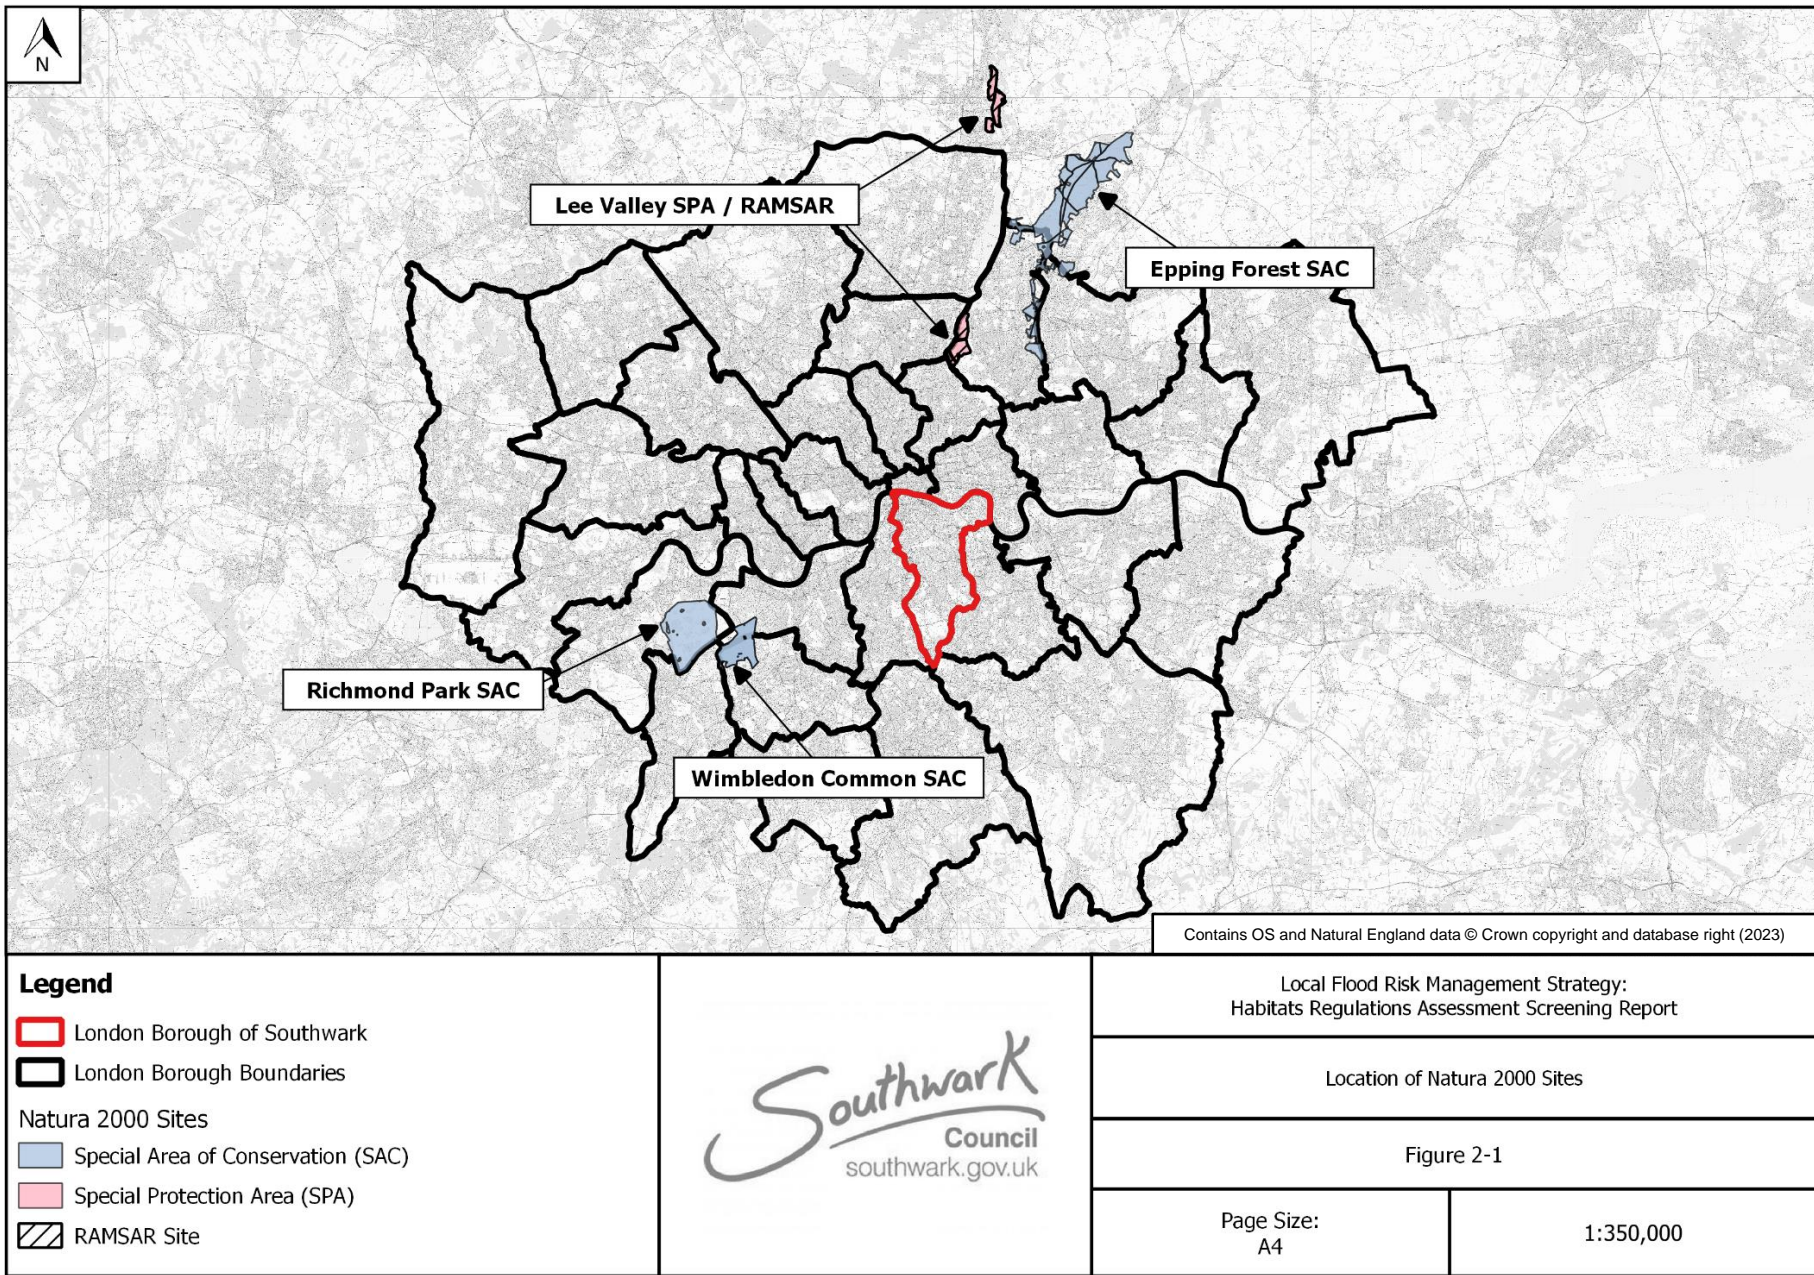 N
Lee Valley SPA / RAMSAR
Epping Forest SAC
Richmond Park SAC
Wimbledon Common SAC
Contains OS and Natural England data © Crown copyright and database right (2023)
Legend
London Borough of Southwark
London Borough Boundaries
Natura 2000 Sites
Special Area of Conservation (SAC)
Special Protection Area (SPA)
RAMSAR Site
Southwark
Council
southwark.gov.uk
Local Flood Risk Management Strategy:
Habitats Regulations Assessment Screening Report
Location of Natura 2000 Sites
Figure 2-1
Page Size:
A4
1:350,000